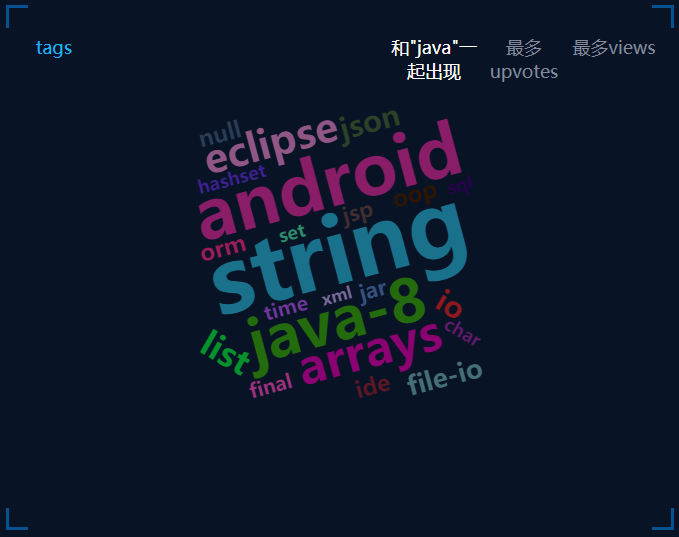 tags
和"java"一
起出现
最多
upvotes
最多views
null
eclipse
json
hashset
android
orm
set
jsp
oop
sql
string
time
xml
jar
io
java-8
char
list
arrays
final
ide
file-io